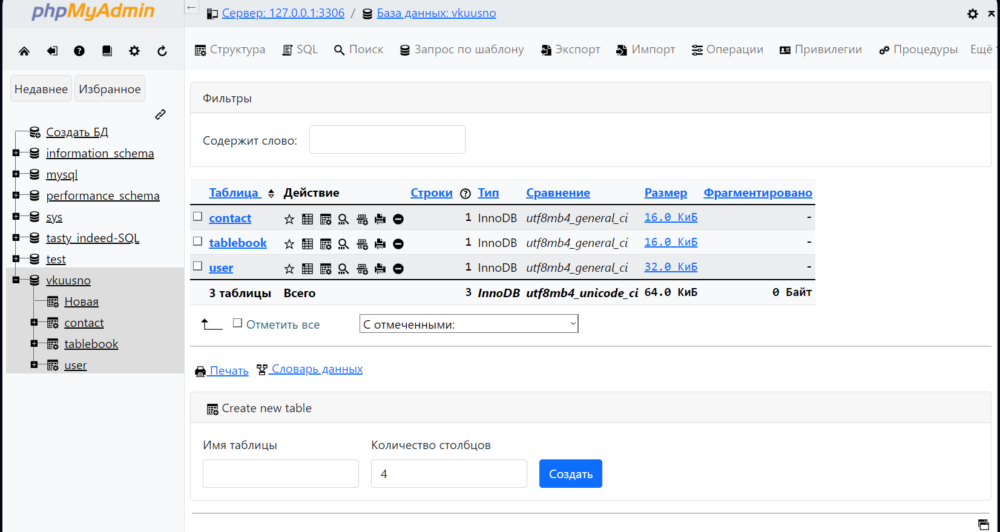 phpMyAdmin
Недавнее Избранное
Создать БД
information_schema
mysql
performance_schema
sys
tasty_indeed-SQL
test
vkuusno
Новая
contact
tablebook
user
← Сервер: 127.0.0.1:3306 / База данных: vkuusno
Структура SQL Поиск Запрос по шаблону Экспорт Импорт Операции Привилегии Процедуры Ещё
Фильтры
Содержит слово:
Таблица Действие Строки Тип Сравнение Размер Фрагментировано
contact 1 InnoDB utf8mb4_general_ci 16.0 КиБ -
tablebook 1 InnoDB utf8mb4_general_ci 16.0 КиБ -
user 1 InnoDB utf8mb4_general_ci 32.0 КиБ -
3 таблицы Всего 3 InnoDB utf8mb4_unicode_ci 64.0 КиБ 0 Байт
Отметить все С отмеченными:
Печать Словарь данных
Create new table
Имя таблицы Количество столбцов
4 Создать